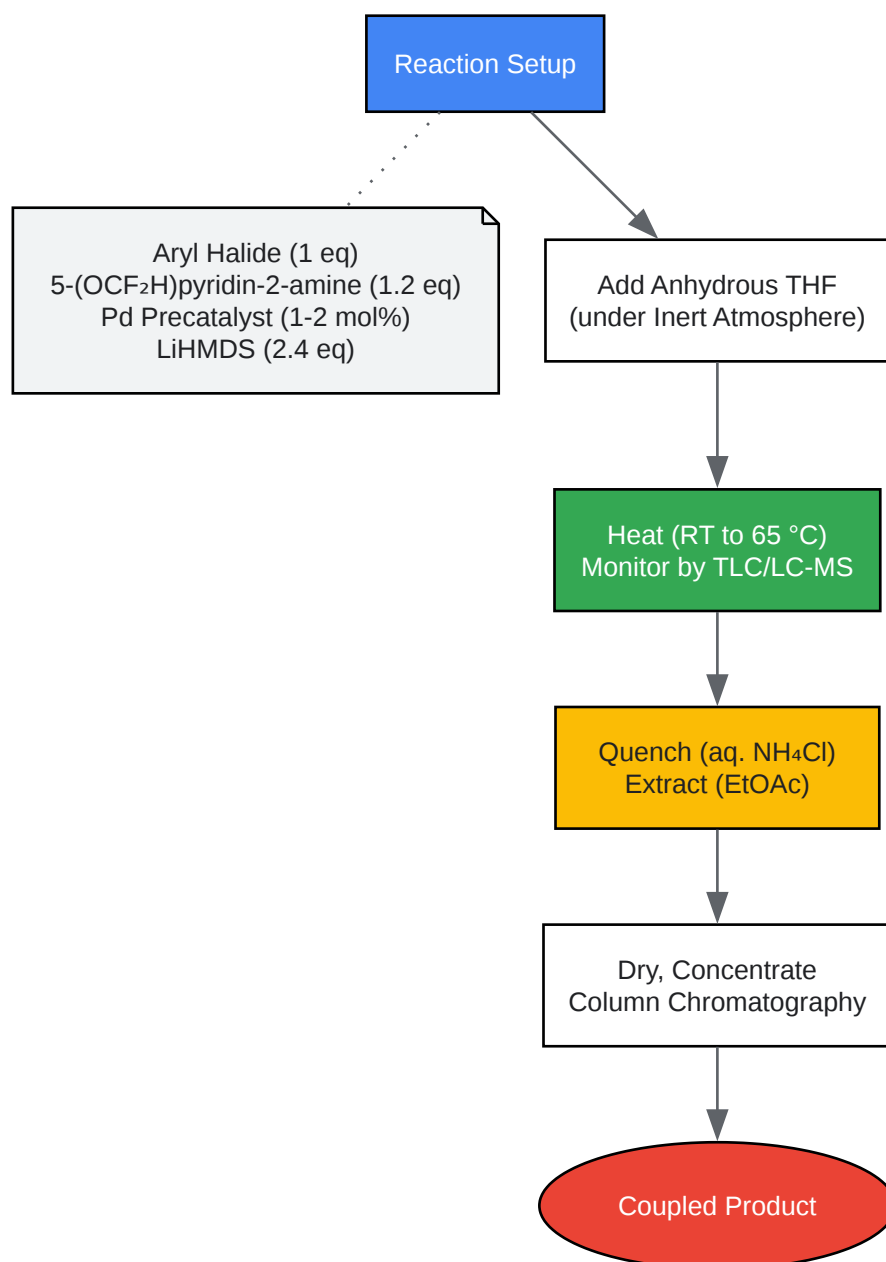 Reaction Setup
Aryl Halide (1 eq)
5-(OCF₂H)pyridin-2-amine (1.2 eq)
Pd Precatalyst (1-2 mol%)
LiHMDS (2.4 eq)
Add Anhydrous THF
(under Inert Atmosphere)
Heat (RT to 65 °C)
Monitor by TLC/LC-MS
Quench (aq. NH₄Cl)
Extract (EtOAc)
Dry, Concentrate
Column Chromatography
Coupled Product